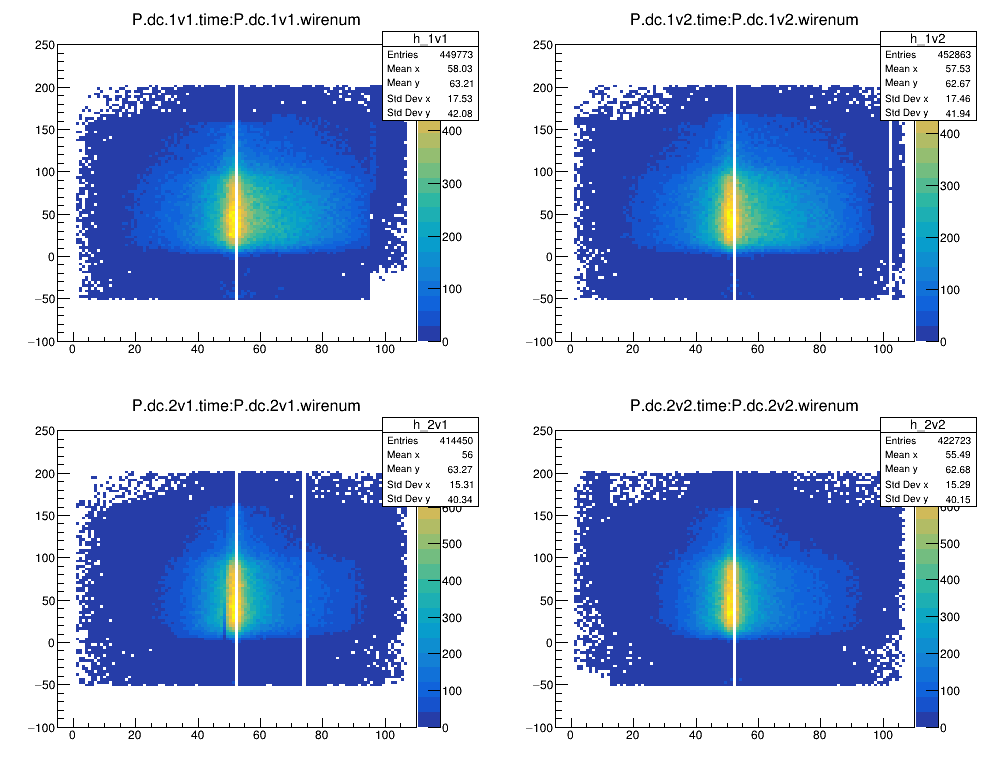 P.dc.1v1.time:P.dc.1v1.wirenum
h_1v1
Entries 449773
Mean x 58.03
Mean y 63.21
Std Dev x 17.53
Std Dev y 42.08
250
200
150
100
50
0
−50
−100
0 20 40 60 80 100
400
300
200
100
0
P.dc.1v2.time:P.dc.1v2.wirenum
h_1v2
Entries 452863
Mean x 57.53
Mean y 62.67
Std Dev x 17.46
Std Dev y 41.94
250
200
150
100
50
0
−50
−100
0 20 40 60 80 100
400
300
200
100
0
P.dc.2v1.time:P.dc.2v1.wirenum
h_2v1
Entries 414450
Mean x 56
Mean y 63.27
Std Dev x 15.31
Std Dev y 40.34
250
200
150
100
50
0
−50
−100
0 20 40 60 80 100
600
500
400
300
200
100
0
P.dc.2v2.time:P.dc.2v2.wirenum
h_2v2
Entries 422723
Mean x 55.49
Mean y 62.68
Std Dev x 15.29
Std Dev y 40.15
250
200
150
100
50
0
−50
−100
0 20 40 60 80 100
600
500
400
300
200
100
0